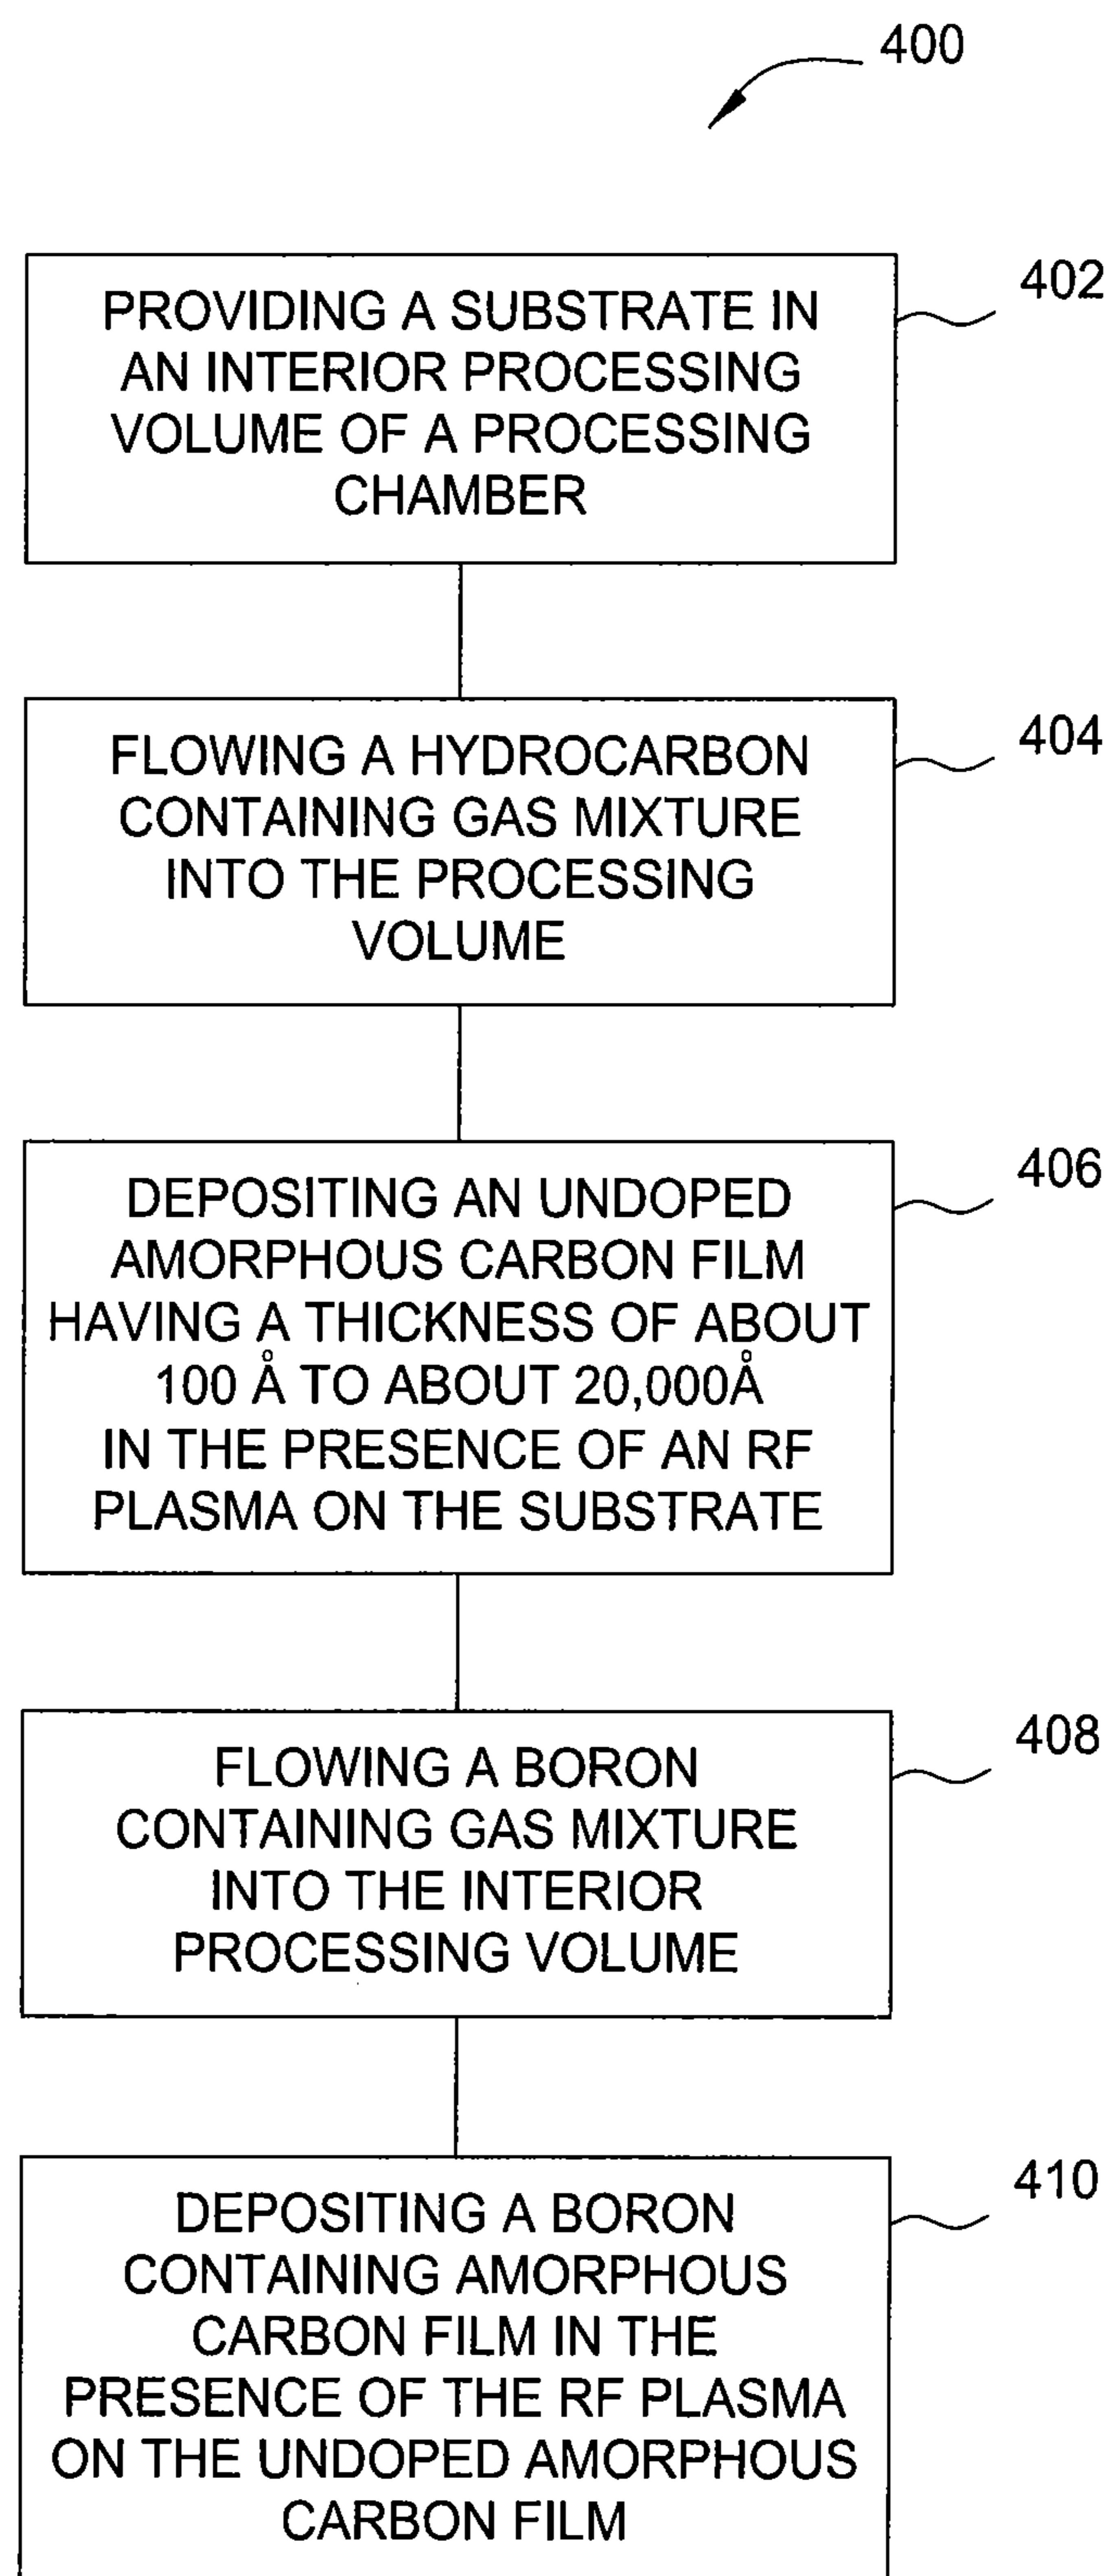 400
402
PROVIDING A SUBSTRATE IN
AN INTERIOR PROCESSING
VOLUME OF A PROCESSING
CHAMBER
404
FLOWING A HYDROCARBON
CONTAINING GAS MIXTURE
INTO THE PROCESSING
VOLUME
406
DEPOSITING AN UNDOPED
AMORPHOUS CARBON FILM
HAVING A THICKNESS OF ABOUT
100 Å TO ABOUT 20,000Å
IN THE PRESENCE OF AN RF
PLASMA ON THE SUBSTRATE
408
FLOWING A BORON
CONTAINING GAS MIXTURE
INTO THE INTERIOR
PROCESSING VOLUME
410
DEPOSITING A BORON
CONTAINING AMORPHOUS
CARBON FILM IN THE
PRESENCE OF THE RF PLASMA
ON THE UNDOPED AMORPHOUS
CARBON FILM